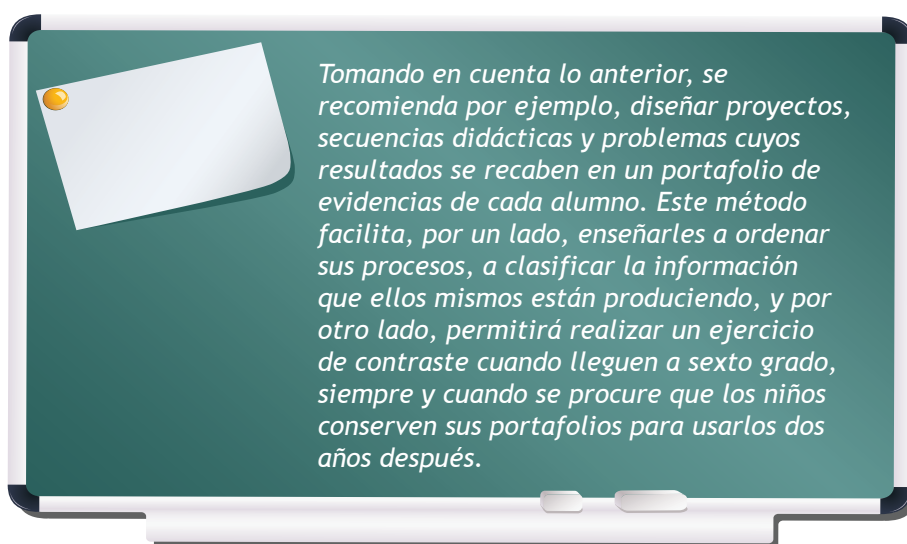 Tomando en cuenta lo anterior, se
recomienda por ejemplo, diseñar proyectos,
secuencias didácticas y problemas cuyos
resultados se recaben en un portafolio de
evidencias de cada alumno. Este método
facilita, por un lado, enseñarles a ordenar
sus procesos, a clasificar la información
que ellos mismos están produciendo, y por
otro lado, permitirá realizar un ejercicio
de contraste cuando lleguen a sexto grado,
siempre y cuando se procure que los niños
conserven sus portafolios para usarlos dos
años después.